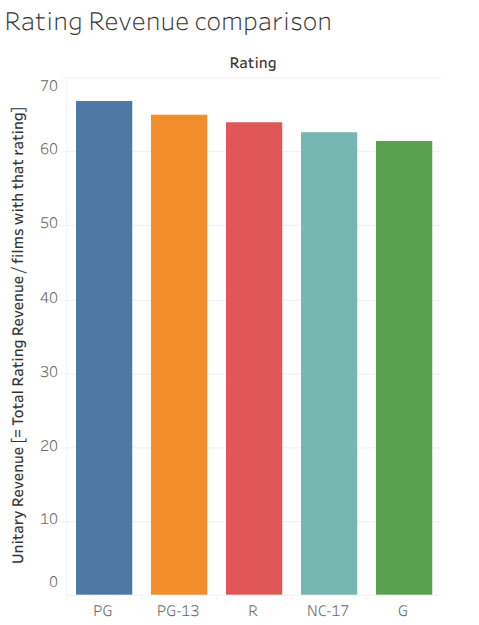 Rating Revenue comparison
Rating
Unitary Revenue [= Total Rating Revenue / films with that rating]
70
60
50
40
30
20
10
0
PG PG-13 R NC-17 G